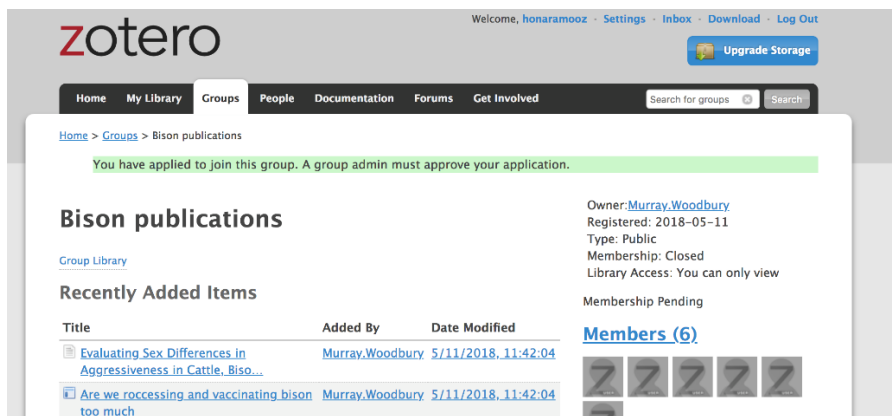 zotero
Welcome, honaramooz · Settings · Inbox · Download · Log Out
Upgrade Storage
Home My Library Groups People Documentation Forums Get Involved
Search for groups Search
Home > Groups > Bison publications
You have applied to join this group. A group admin must approve your application.
Bison publications
Group Library
Recently Added Items
Title Added By Date Modified
Evaluating Sex Differences in Murray.Woodbury 5/11/2018, 11:42:04
Aggressiveness in Cattle, Biso...
Are we roccessing and vaccinating bison Murray.Woodbury 5/11/2018, 11:42:04
too much
Owner:Murray.Woodbury
Registered: 2018-05-11
Type: Public
Membership: Closed
Library Access: You can only view
Membership Pending
Members (6)